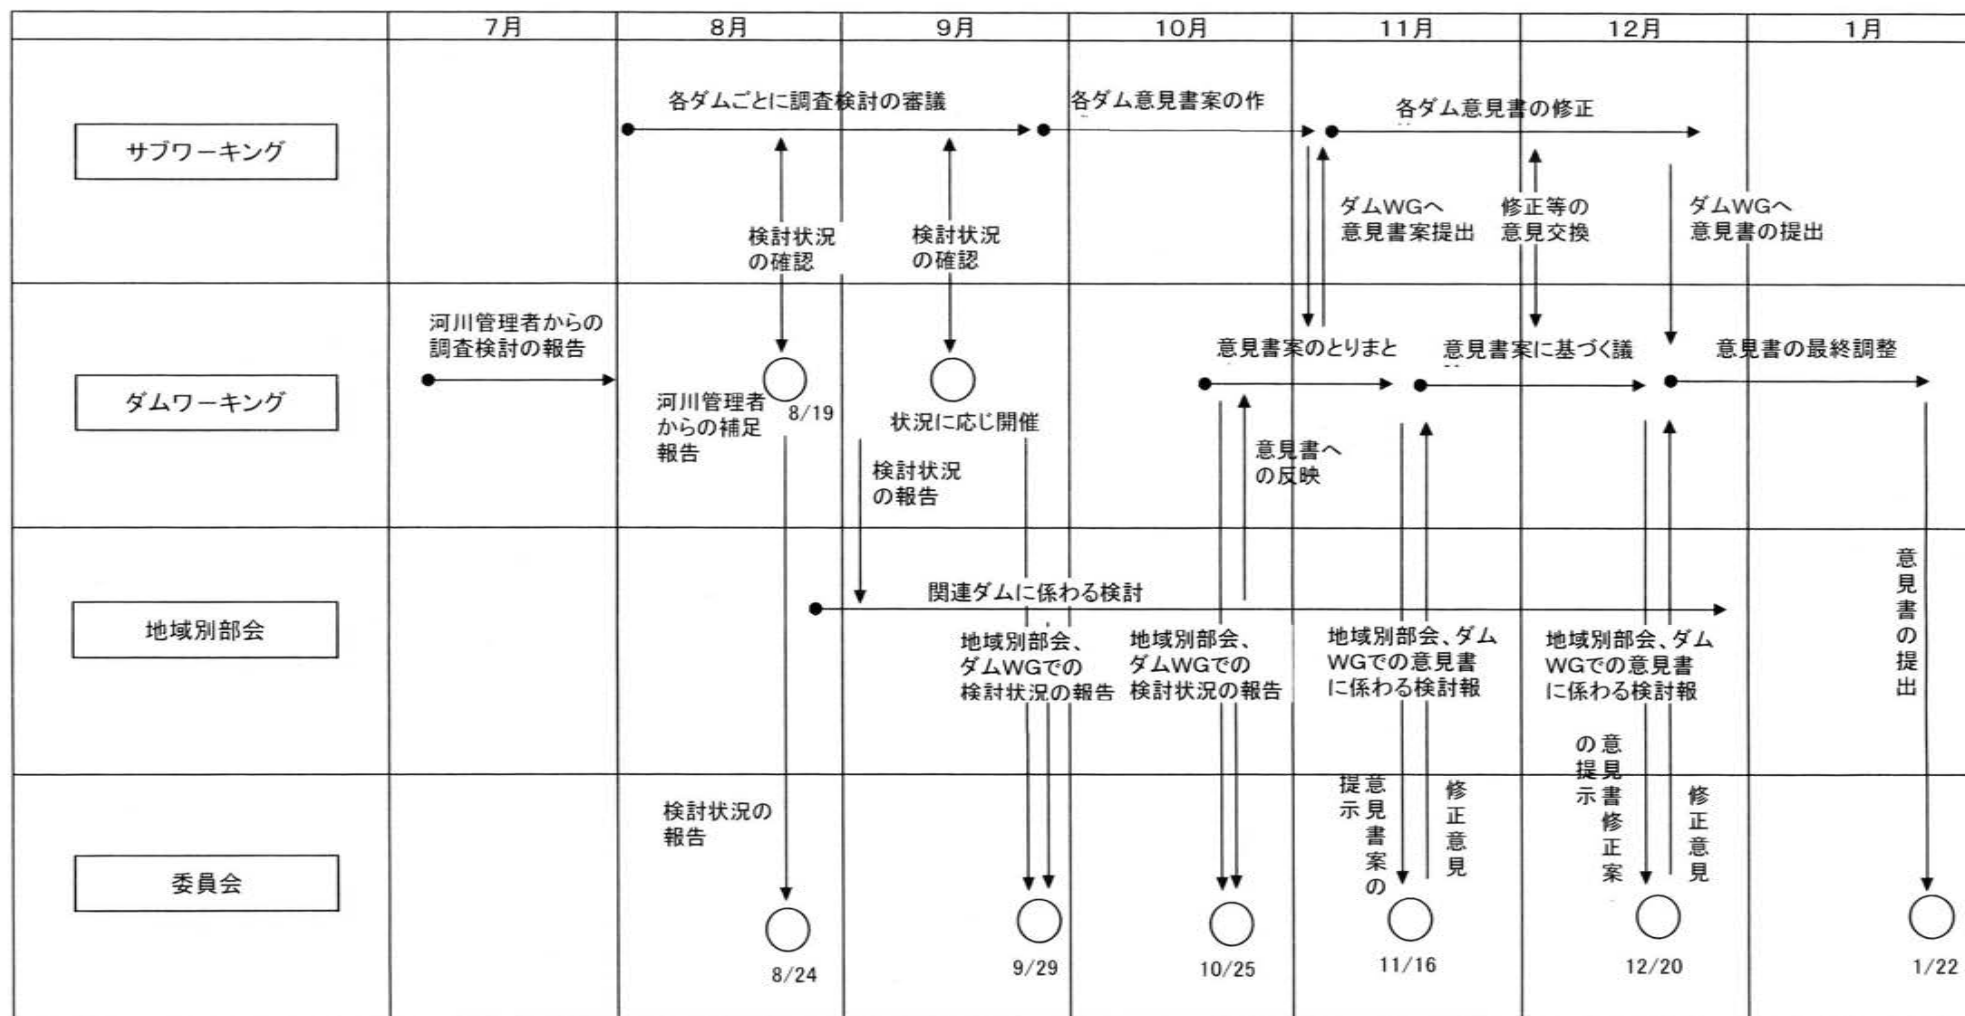 7月 8月 9月 10月 11月 12月 1月
サブワーキング
各ダムごとに調査検討の審議
各ダム意見書案の作
各ダム意見書の修正
検討状況
の確認
検討状況
の確認
ダムWGへ
意見書案提出
修正等の
意見交換
ダムWGへ
意見書の提出
ダムワーキング
河川管理者からの
調査検討の報告
河川管理者
からの補足
報告
8/19
状況に応じ開催
検討状況
の報告
意見書案のとりまと
意見書への
の反映
意見書案に基づく議
意見書の最終調整
地域別部会
関連ダムに係わる検討
地域別部会、
ダムWGでの
検討状況の報告
地域別部会、
ダムWGでの
検討状況の報告
地域別部会、ダム
WGでの意見書
に係わる検討報
地域別部会、ダム
WGでの意見書
に係わる検討報
意見書の提出
委員会
検討状況の
報告
意見書案の
提示
修正意見
意見書修正案
の提示
修正意見
8/24
9/29
10/25
11/16
12/20
1/22